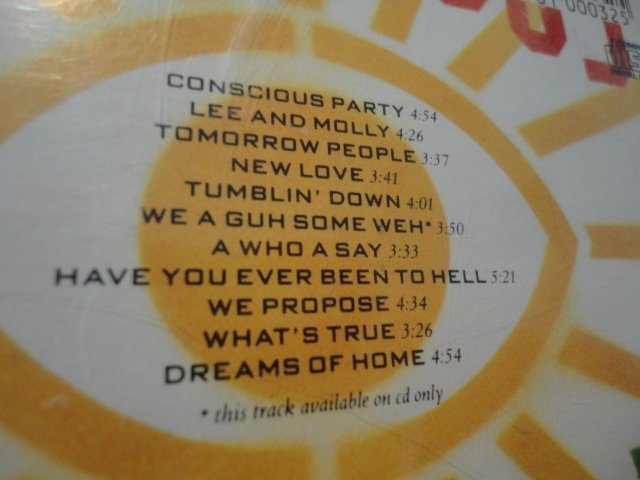 000325
CONSCIOUS PARTY 4:54
LEE AND MOLLY 4:26
TOMORROW PEOPLE 3:37
NEW LOVE 3:41
TUMBLIN' DOWN 4:01
WE A GUH SOME WEH* 3:50
A WHO A SAY 3:33
HAVE YOU EVER BEEN TO HELL 5:21
WE PROPOSE 4:34
WHAT'S TRUE 3:26
DREAMS OF HOME 4:54
* this track available on cd only